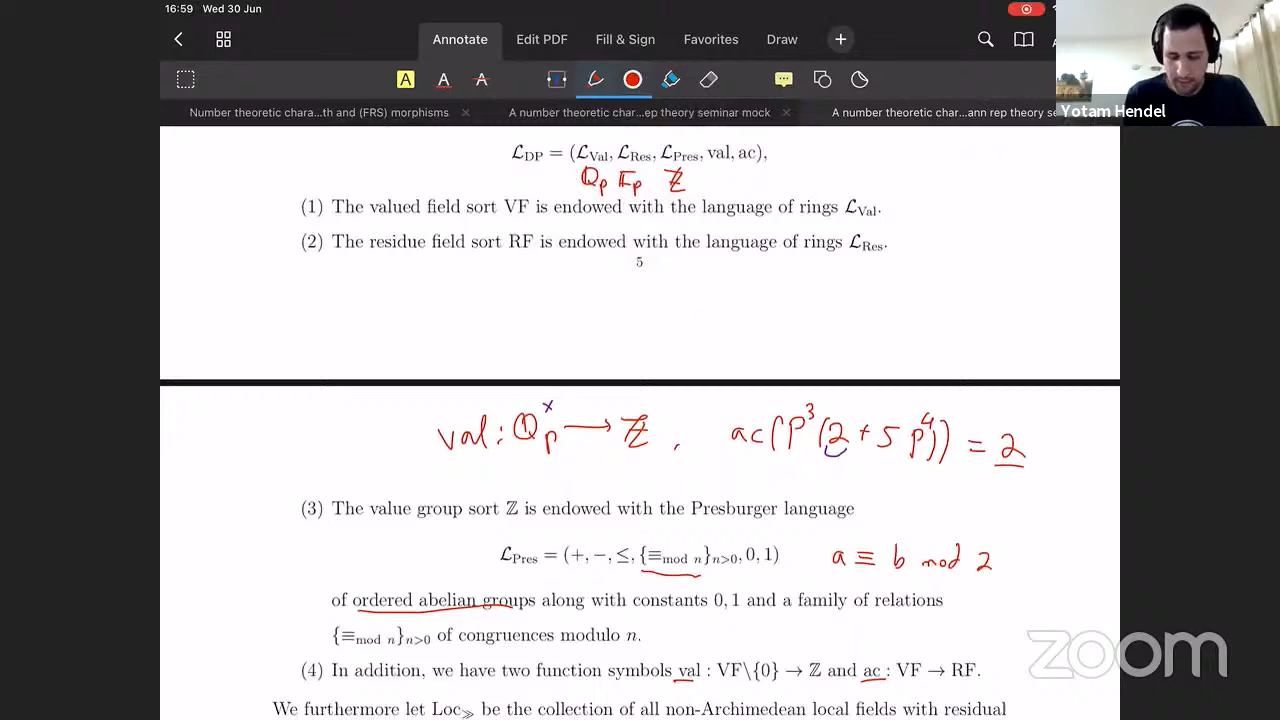 16:59 Wed 30 Jun
Annotate Edit PDF Fill & Sign Favorites Draw
A A A
Number theoretic chara...th and (FRS) morphisms
A number theoretic char...ep theory seminar mock
A number theoretic char...ann rep theory se
Yotam Hendel
𝓛_DP = (𝓛_Val, 𝓛_Res, 𝓛_Pres, val, ac),
ℚ_p 𝔽_p ℤ
(1) The valued field sort VF is endowed with the language of rings 𝓛_Val.
(2) The residue field sort RF is endowed with the language of rings 𝓛_Res.
5
val : ℚ_p^× → ℤ , ac(p^3(2 + 5p^4)) = 2
(3) The value group sort ℤ is endowed with the Presburger language
𝓛_Pres = (+, −, ≤, {≡_mod n}_n>0, 0, 1) a ≡ b mod 2
of ordered abelian groups along with constants 0, 1 and a family of relations
{≡_mod n}_n>0 of congruences modulo n.
(4) In addition, we have two function symbols val : VF\{0} → ℤ and ac : VF → RF.
We furthermore let Loc_≫ be the collection of all non-Archimedean local fields with residual
zoom